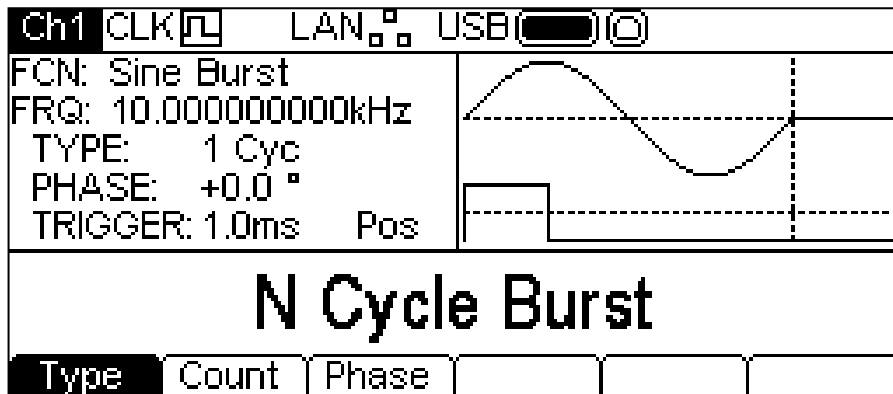 Ch1 CLK LAN USB
FCN: Sine Burst
FRQ: 10.000000000kHz
TYPE: 1 Cyc
PHASE: +0.0 °
TRIGGER: 1.0ms Pos
N Cycle Burst
Type Count Phase